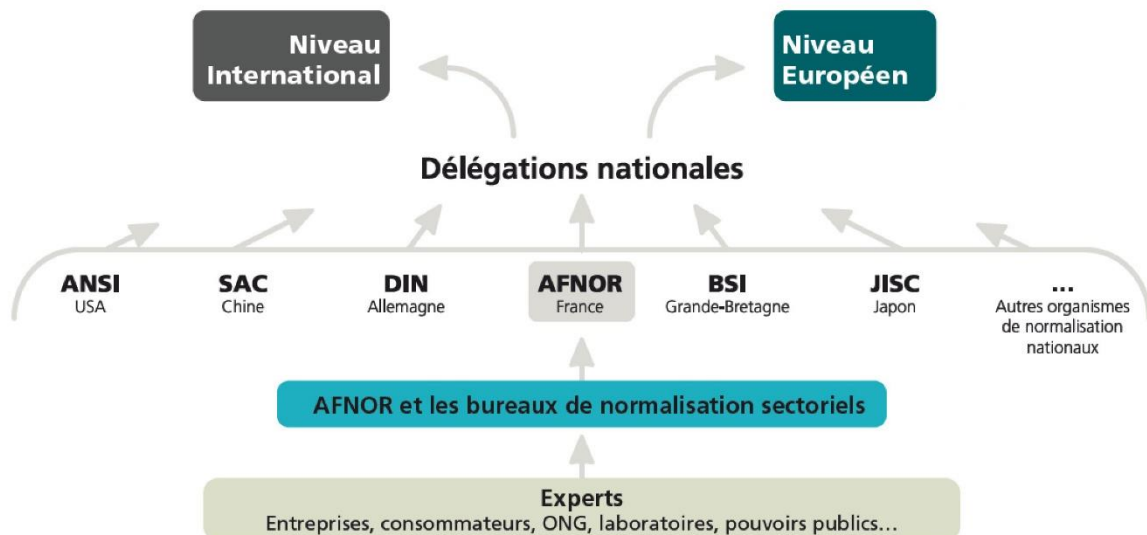 Niveau
International
Niveau
Européen
Délégations nationales
ANSI
USA
SAC
Chine
DIN
Allemagne
AFNOR
France
BSI
Grande-Bretagne
JISC
Japon
...
Autres organismes
de normalisation
nationaux
AFNOR et les bureaux de normalisation sectoriels
Experts
Entreprises, consommateurs, ONG, laboratoires, pouvoirs publics...